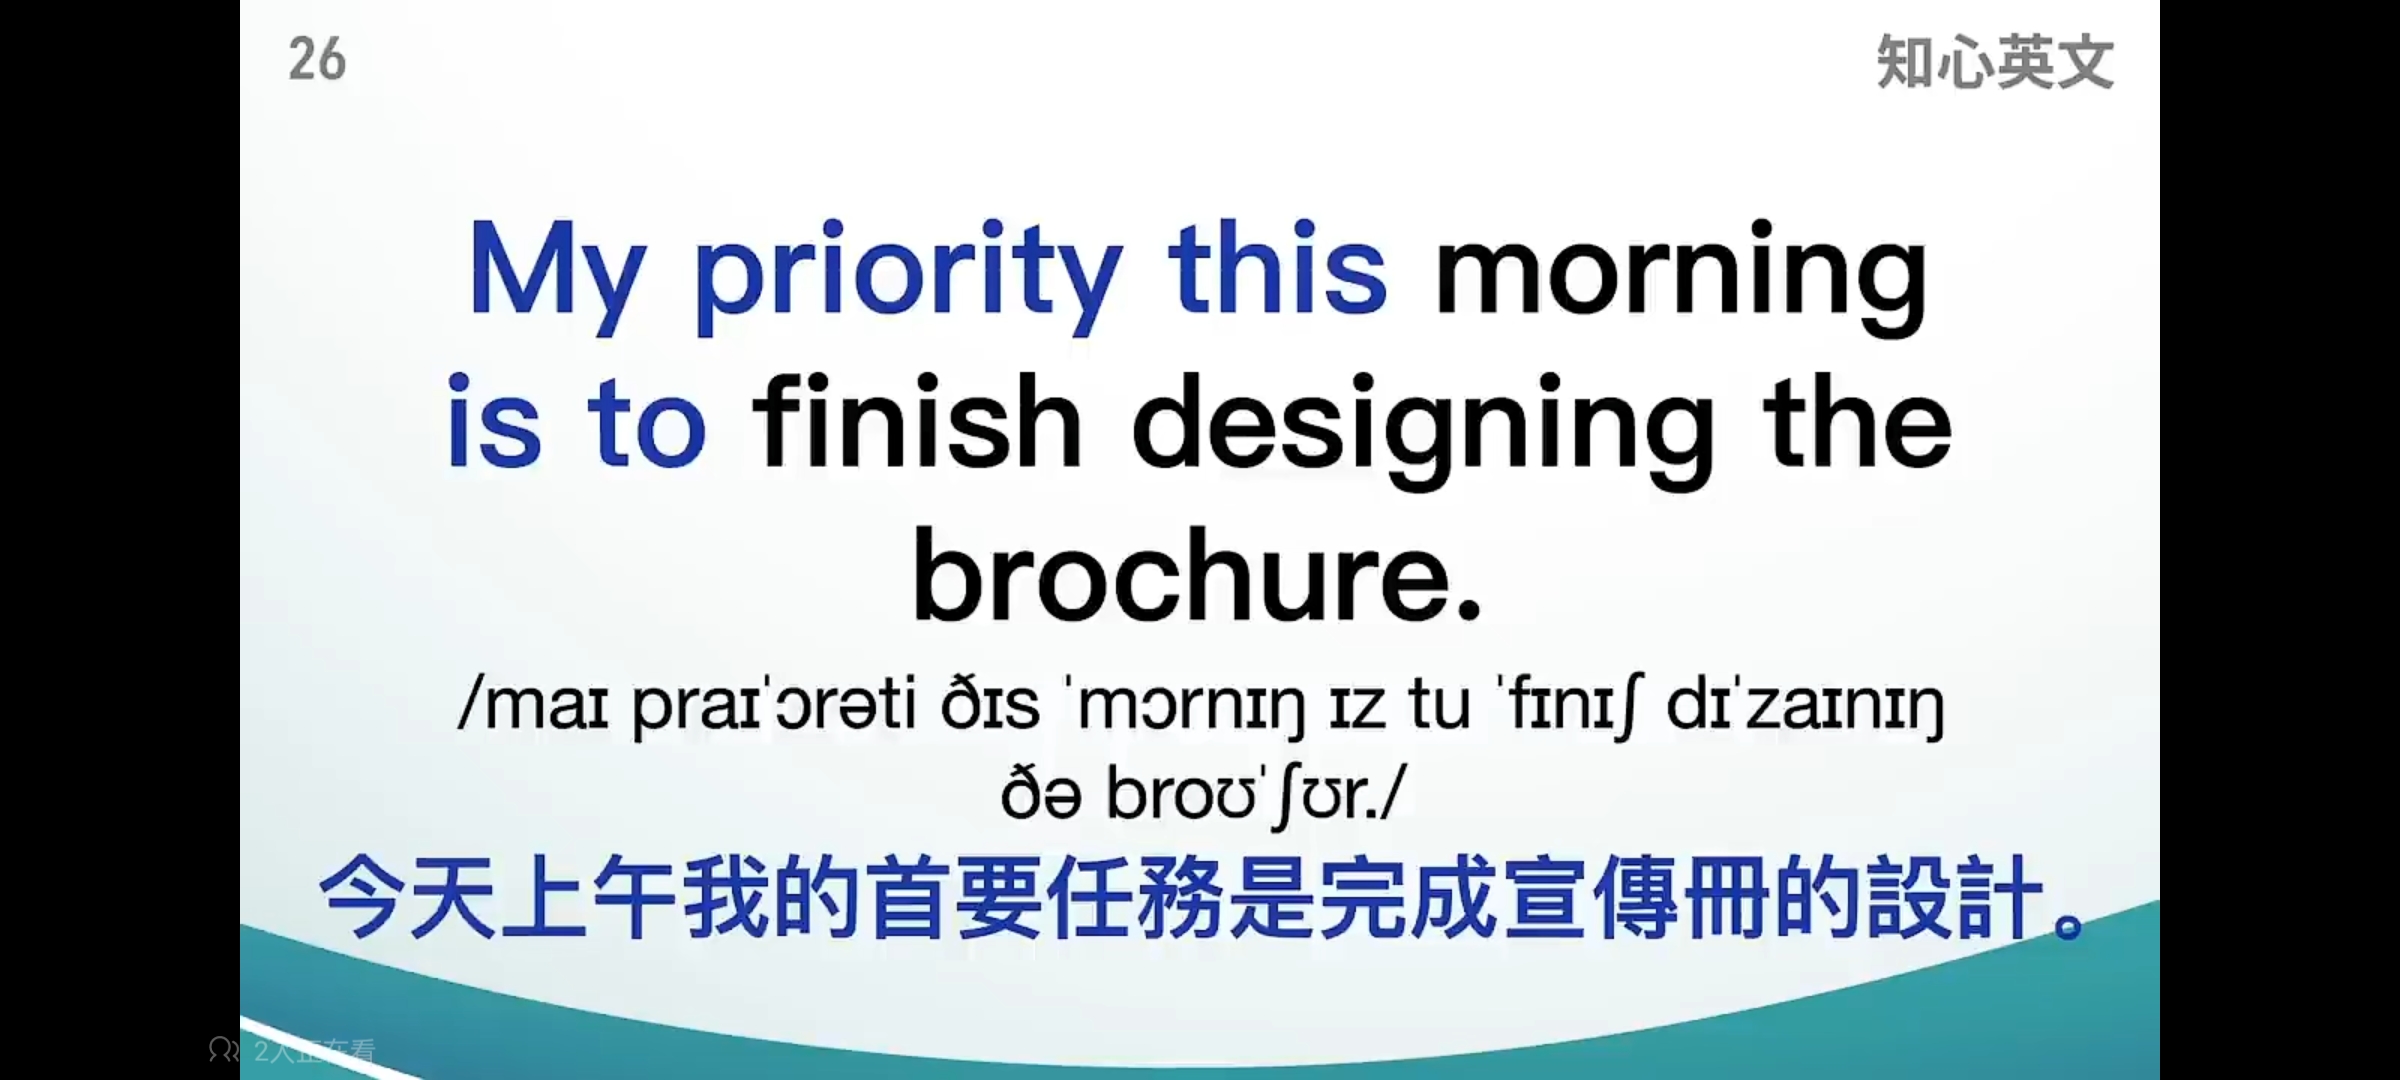 26
知心英文
My priority this morning
is to finish designing the
brochure.
/maɪ praɪˈɔrəti ðɪs ˈmɔrnɪŋ ɪz tu ˈfɪnɪʃ dɪˈzaɪnɪŋ
ðə broʊˈʃʊr./
今天上午我的首要任務是完成宣傳冊的設計。
2人正在看